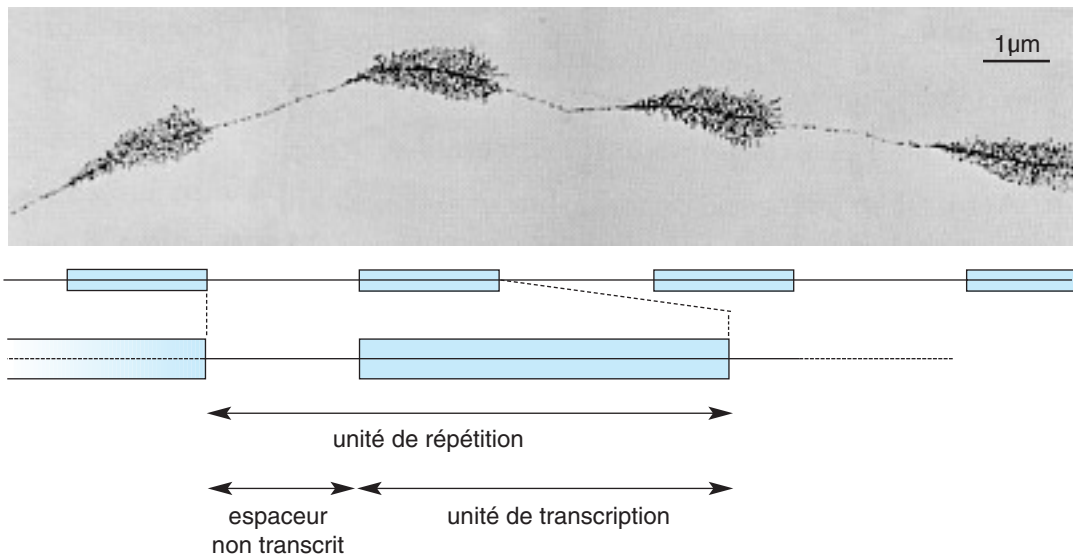 1µm
unité de répétition
espaceur
non transcrit
unité de transcription